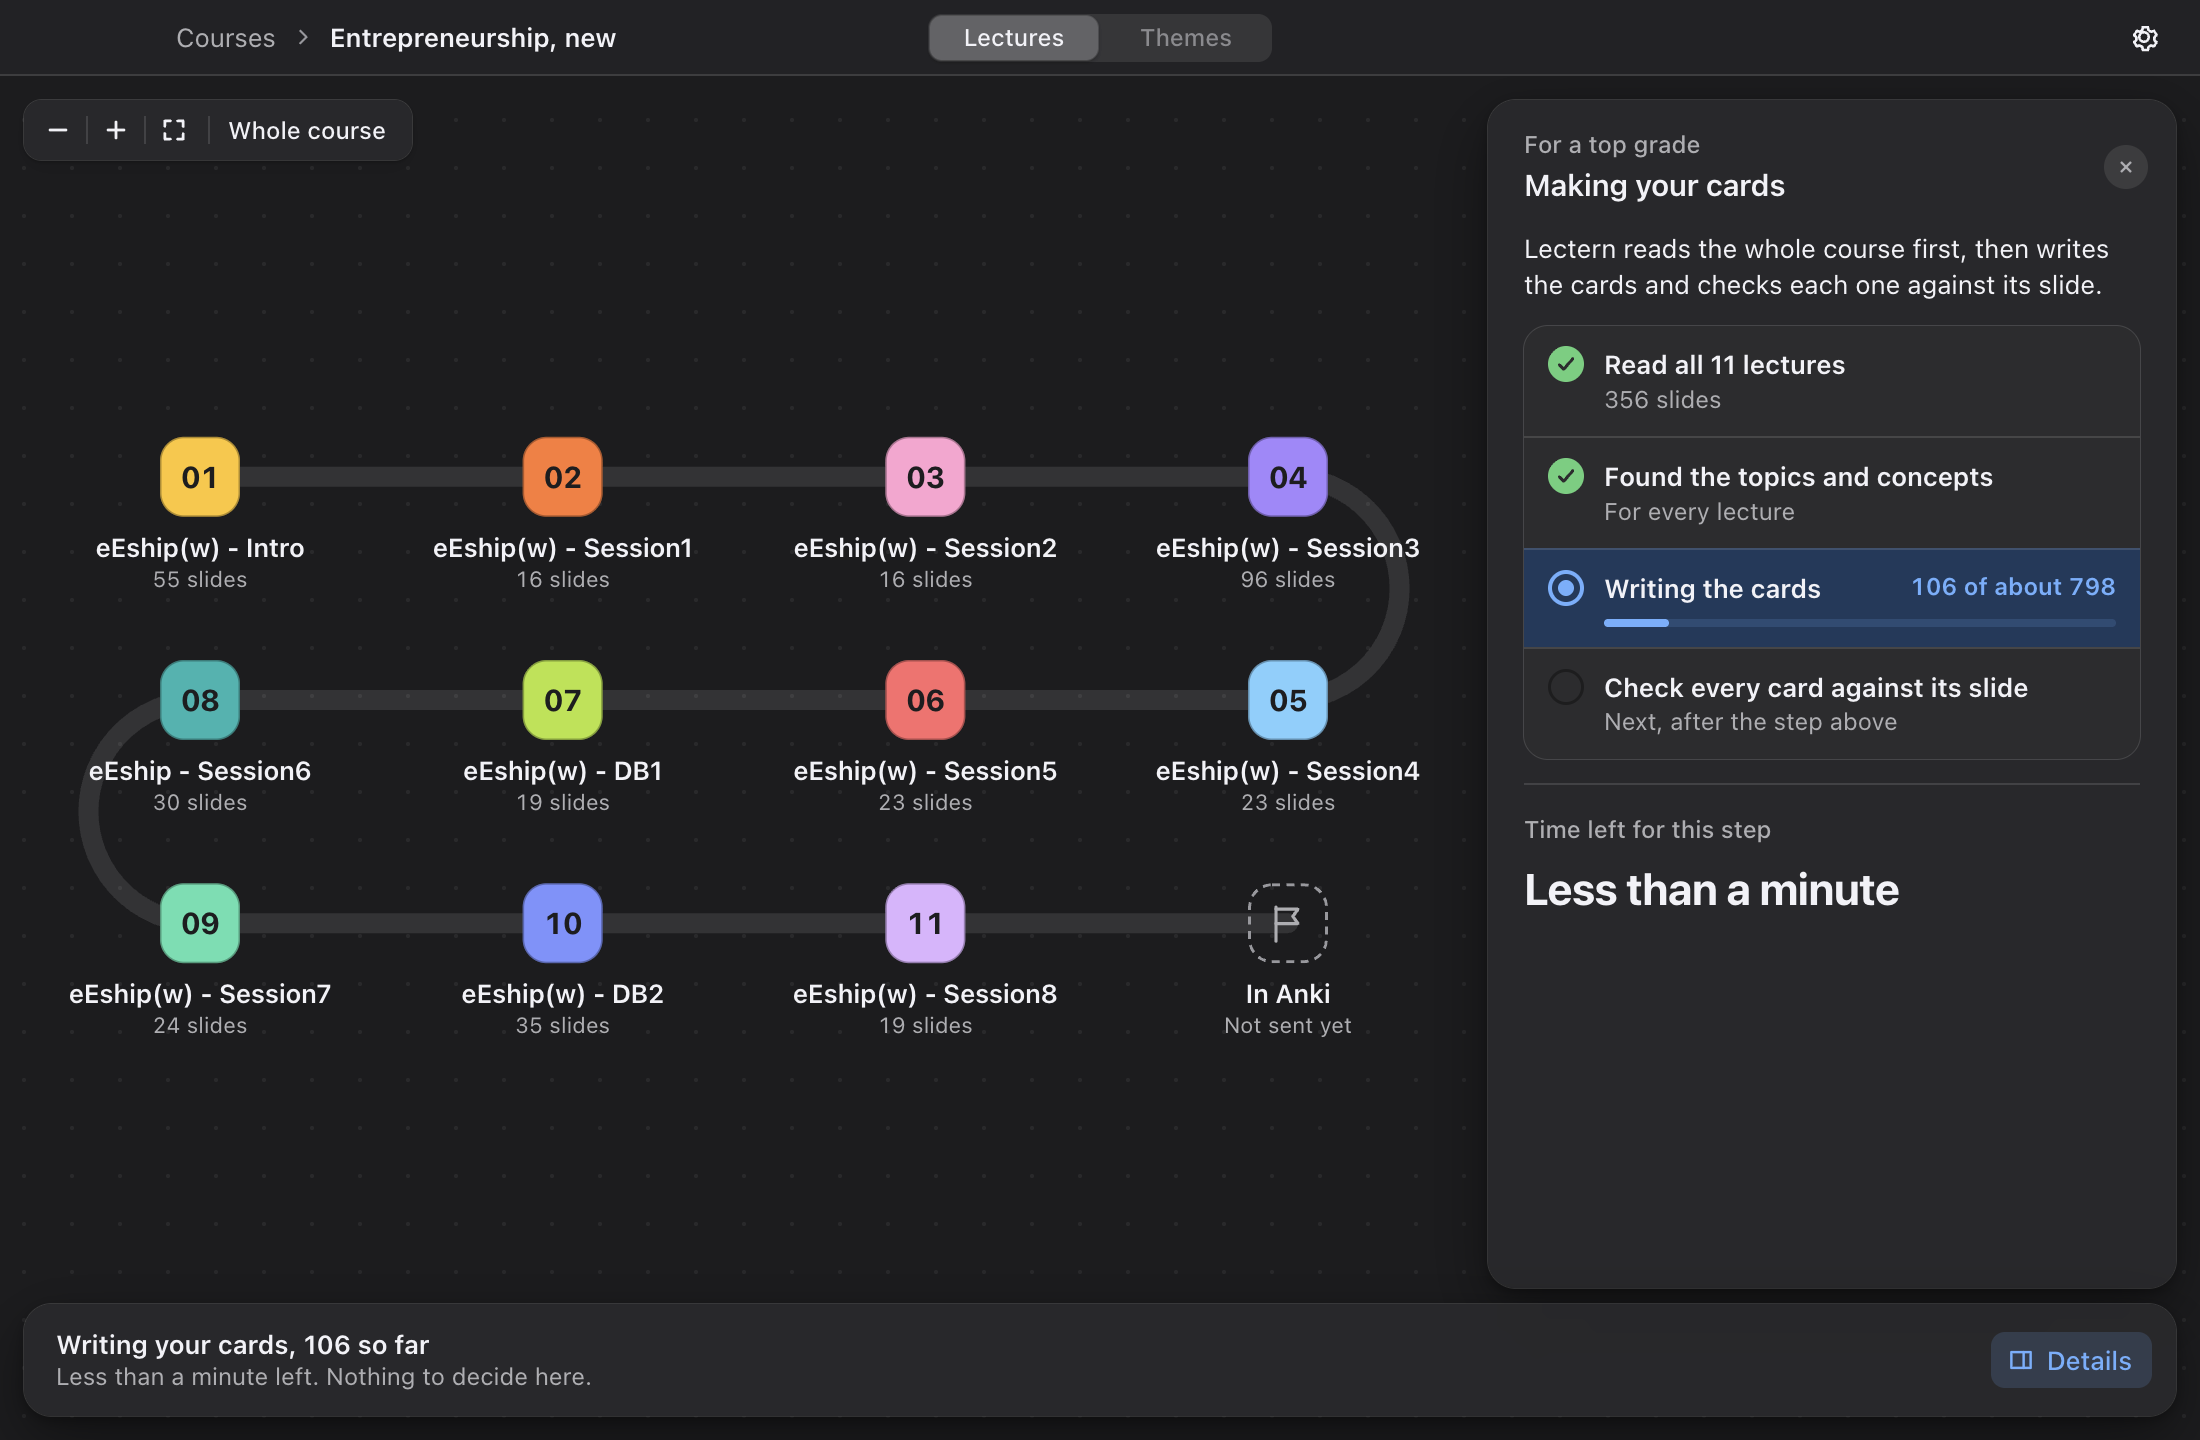 Courses
Entrepreneurship, new
Lectures
Themes
Whole course
01
02
03
04
eEship(w) - Intro
eEship(w) - Session1
eEship(w) - Session2
eEship(w) - Session3
55 slides
16 slides
16 slides
96 slides
08
07
06
05
eEship - Session6
eEship(w) - DB1
eEship(w) - Session5
eEship(w) - Session4
30 slides
19 slides
23 slides
23 slides
09
10
11
eEship(w) - Session7
eEship(w) - DB2
eEship(w) - Session8
In Anki
24 slides
35 slides
19 slides
Not sent yet
For a top grade
Making your cards
Lectern reads the whole course first, then writes
the cards and checks each one against its slide.
Read all 11 lectures
356 slides
Found the topics and concepts
For every lecture
Writing the cards
106 of about 798
Check every card against its slide
Next, after the step above
Time left for this step
Less than a minute
Writing your cards, 106 so far
Less than a minute left. Nothing to decide here.
Details